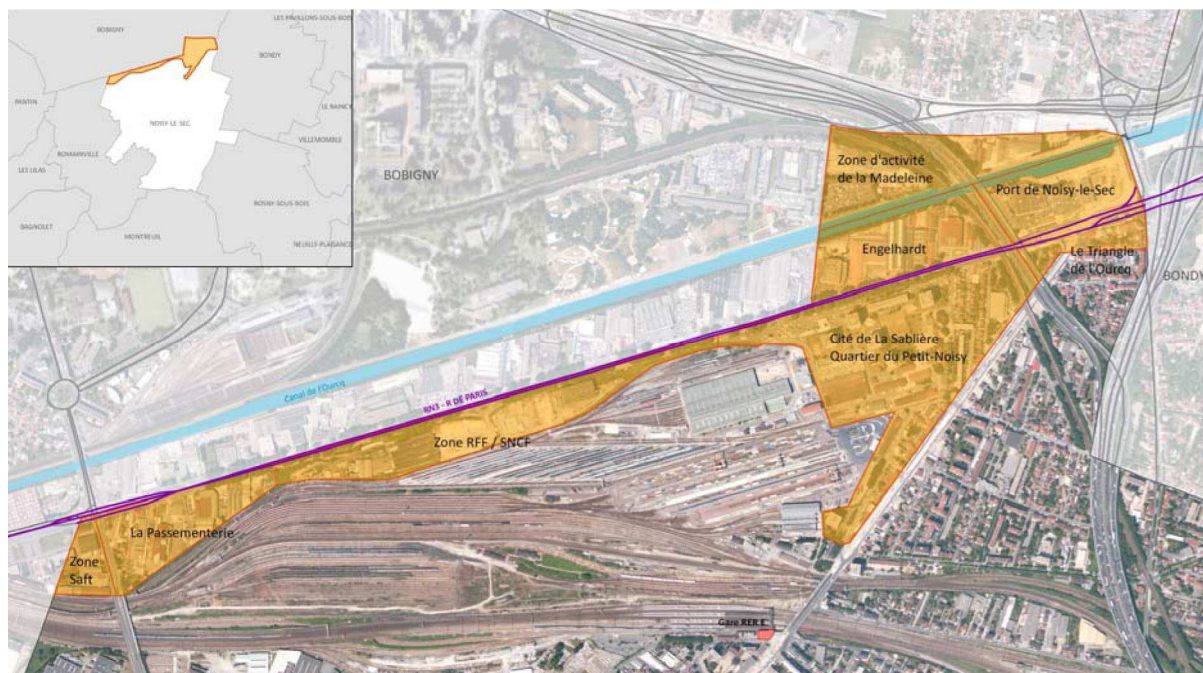 LES PAVILLONS-SOUS-BOIS
BOBIGNY
BONDY
PANTIN
LE RAINCY
NOISY-LE-SEC
VILLEMOMBLE
ROMAINVILLE
LES LILAS
ROSNY-SOUS-BOIS
BAGNOLET
MONTREUIL
NEUILLY-PLAISANCE
BOBIGNY
Zone d'activité
de la Madeleine
Port de Noisy-le-Sec
Engelhardt
Le Triangle
de L'Ourcq
BONDY
Cité de La Sablière
Quartier du Petit-Noisy
Canal de l'Ourcq
RN3 - R DE PARIS
Zone RFF / SNCF
La Passementerie
Zone
Saft
Gare RER E